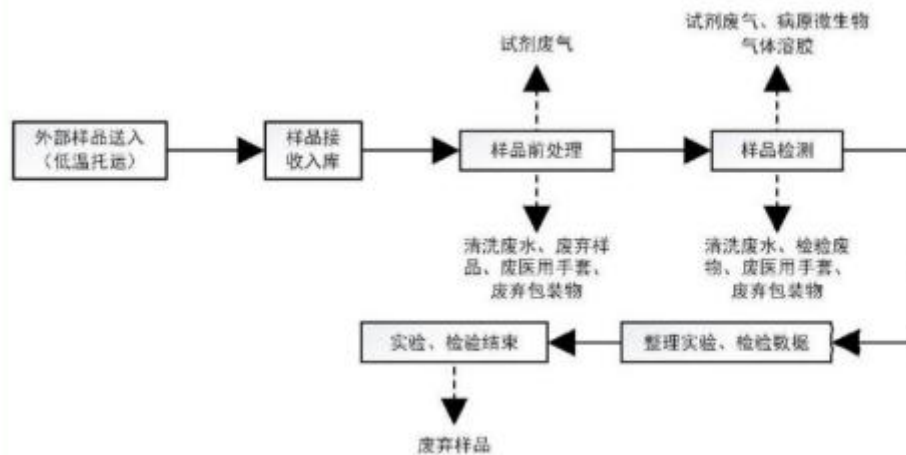 试剂废气
试剂废气、病原微生物
气体溶胶
外部样品送入
（低温托运）
样品接
收入库
样品前处理
样品检测
清洗废水、废弃样
品、废医用手套、
废弃包装物
清洗废水、检验废
物、废医用手套、
废弃包装物
实验、检验结束
整理实验、检验数据
废弃样品